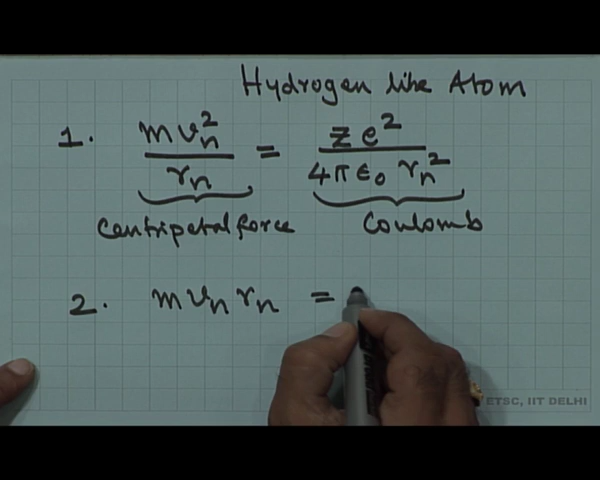 Hydrogen like Atom
1. mv_n^2 / r_n = ze^2 / 4πε_0 r_n^2
Centripetal force Coulomb
2. mv_n r_n =
ETSC, IIT DELHI